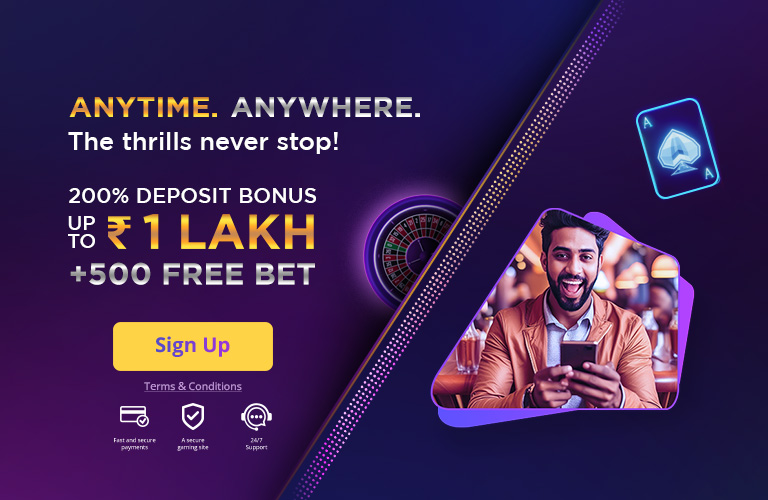 ANYTIME. ANYWHERE.
The thrills never stop!
200% DEPOSIT BONUS
UP TO ₹ 1 LAKH
+500 FREE BET
Sign Up
Terms & Conditions
Fast and secure payments
A secure gaming site
24/7 Support
A
A